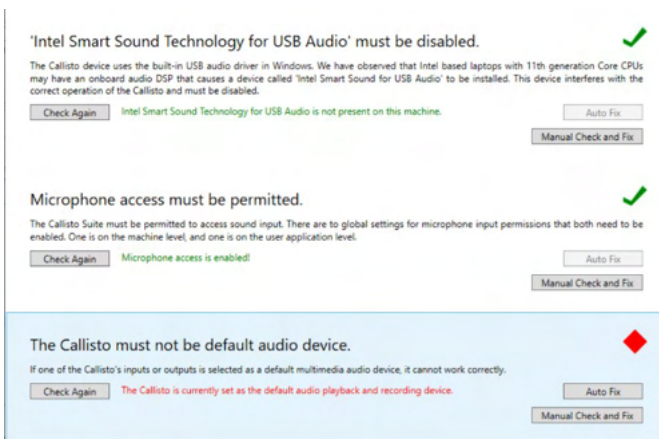 'Intel Smart Sound Technology for USB Audio' must be disabled.
The Callisto device uses the built-in USB audio driver in Windows. We have observed that Intel based laptops with 11th generation Core CPUs
may have an onboard audio DSP that causes a device called 'Intel Smart Sound for USB Audio' to be installed. This device interferes with the
correct operation of the Callisto and must be disabled.
Check Again
Intel Smart Sound Technology for USB Audio is not present on this machine.
Auto Fix
Manual Check and Fix
Microphone access must be permitted.
The Callisto Suite must be permitted to access sound input. There are to global settings for microphone input permissions that both need to be
enabled. One is on the machine level, and one is on the user application level.
Check Again
Microphone access is enabled!
Auto Fix
Manual Check and Fix
The Callisto must not be default audio device.
If one of the Callisto's inputs or outputs is selected as a default multimedia audio device, it cannot work correctly.
Check Again
The Callisto is currently set as the default audio playback and recording device.
Auto Fix
Manual Check and Fix